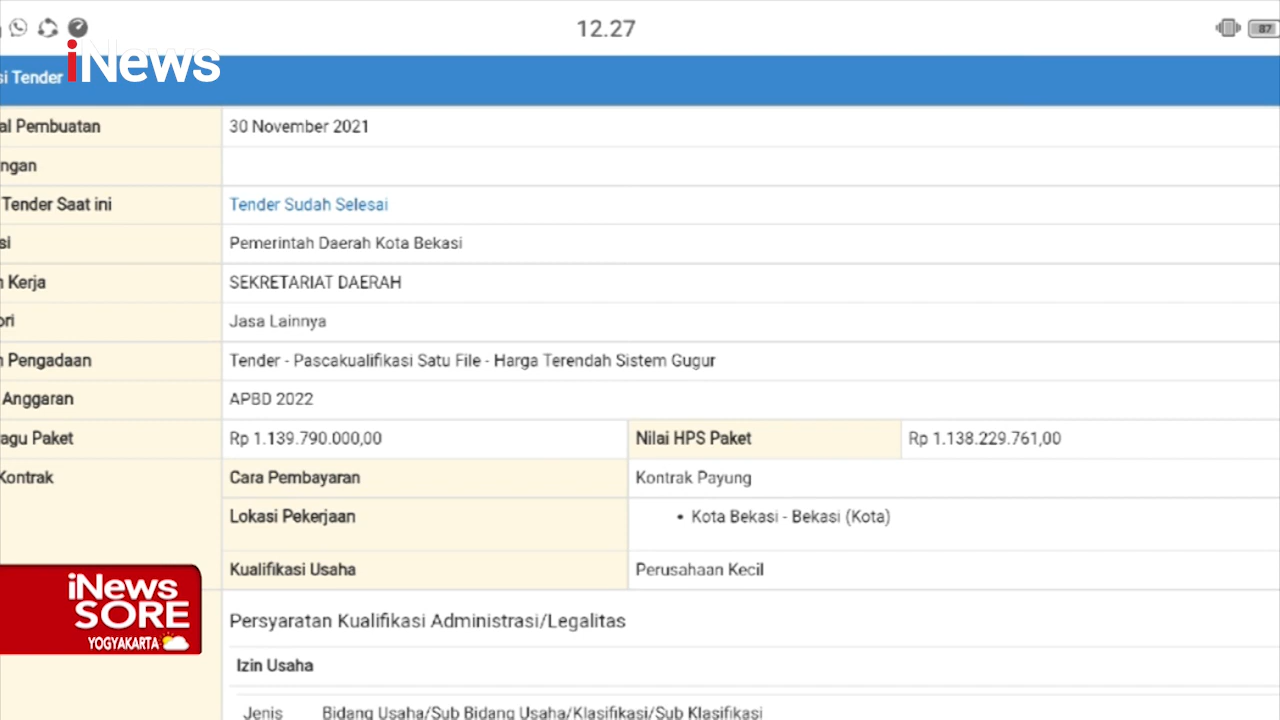 12.27
87
si Tender
iNews
al Pembuatan 30 November 2021
ngan
Tender Saat ini Tender Sudah Selesai
si Pemerintah Daerah Kota Bekasi
n Kerja SEKRETARIAT DAERAH
ori Jasa Lainnya
n Pengadaan Tender - Pascakualifikasi Satu File - Harga Terendah Sistem Gugur
Anggaran APBD 2022
agu Paket Rp 1.139.790.000,00 Nilai HPS Paket Rp 1.138.229.761,00
Kontrak Cara Pembayaran Kontrak Payung
Lokasi Pekerjaan • Kota Bekasi - Bekasi (Kota)
Kualifikasi Usaha Perusahaan Kecil
iNews
SORE
YOGYAKARTA
Persyaratan Kualifikasi Administrasi/Legalitas
Izin Usaha
Jenis Bidang Usaha/Sub Bidang Usaha/Klasifikasi/Sub Klasifikasi